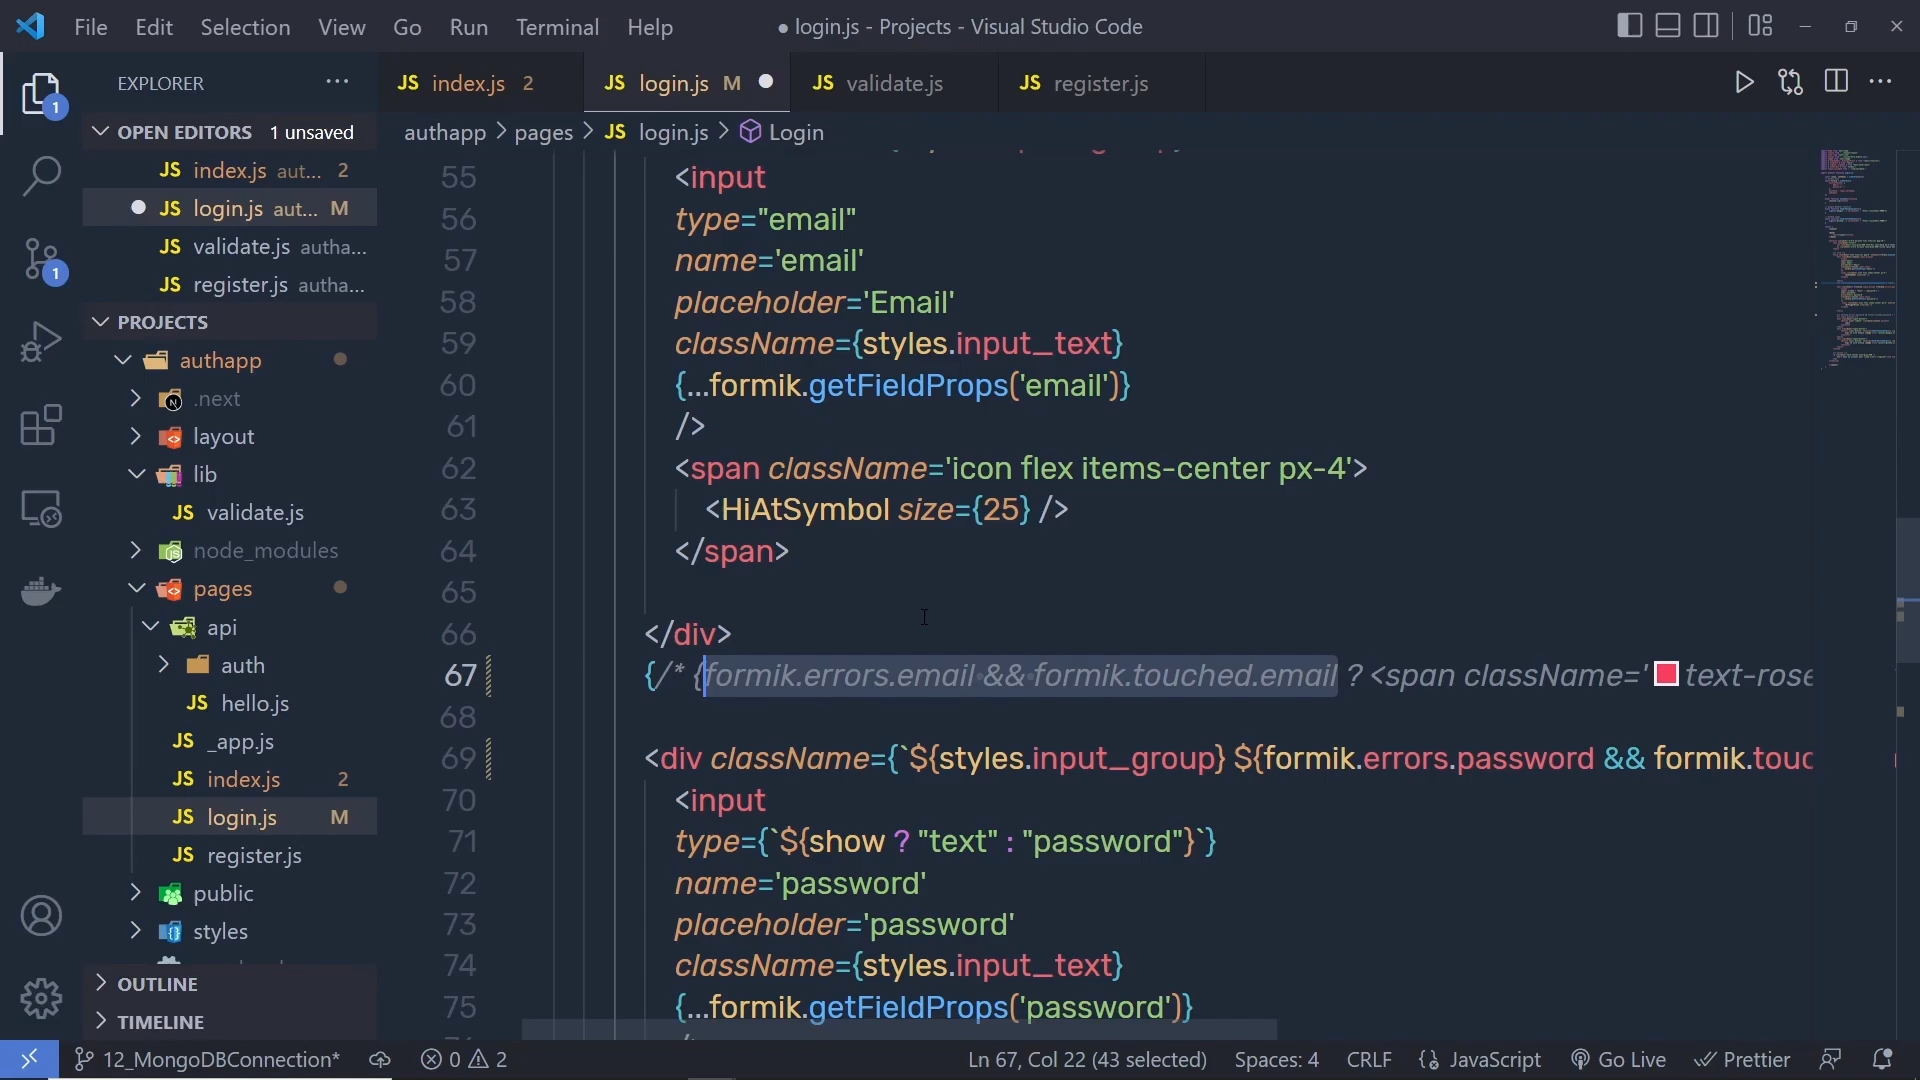 File Edit Selection View Go Run Terminal Help
● login.js - Projects - Visual Studio Code
EXPLORER
JS index.js 2
JS login.js M
JS validate.js
JS register.js
1
OPEN EDITORS 1 unsaved
JS index.js aut... 2
JS login.js aut... M
JS validate.js autha...
JS register.js autha...
1
PROJECTS
authapp
.next
layout
lib
JS validate.js
node_modules
pages
api
auth
JS hello.js
JS _app.js
JS index.js 2
JS login.js M
JS register.js
public
styles
OUTLINE
TIMELINE
authapp > pages > JS login.js > Login
55 <input
56 type="email"
57 name='email'
58 placeholder='Email'
59 className={styles.input_text}
60 {...formik.getFieldProps('email')}
61 />
62 <span className='icon flex items-center px-4'>
63 <HiAtSymbol size={25} />
64 </span>
65
66 </div>
67 {/* {formik.errors.email && formik.touched.email ? <span className='text-rose
68
69 <div className={`${styles.input_group} ${formik.errors.password && formik.touc
70 <input
71 type={`${show ? "text" : "password"}`}
72 name='password'
73 placeholder='password'
74 className={styles.input_text}
75 {...formik.getFieldProps('password')}
12_MongoDBConnection* 0 2 Ln 67, Col 22 (43 selected) Spaces: 4 CRLF JavaScript Go Live Prettier